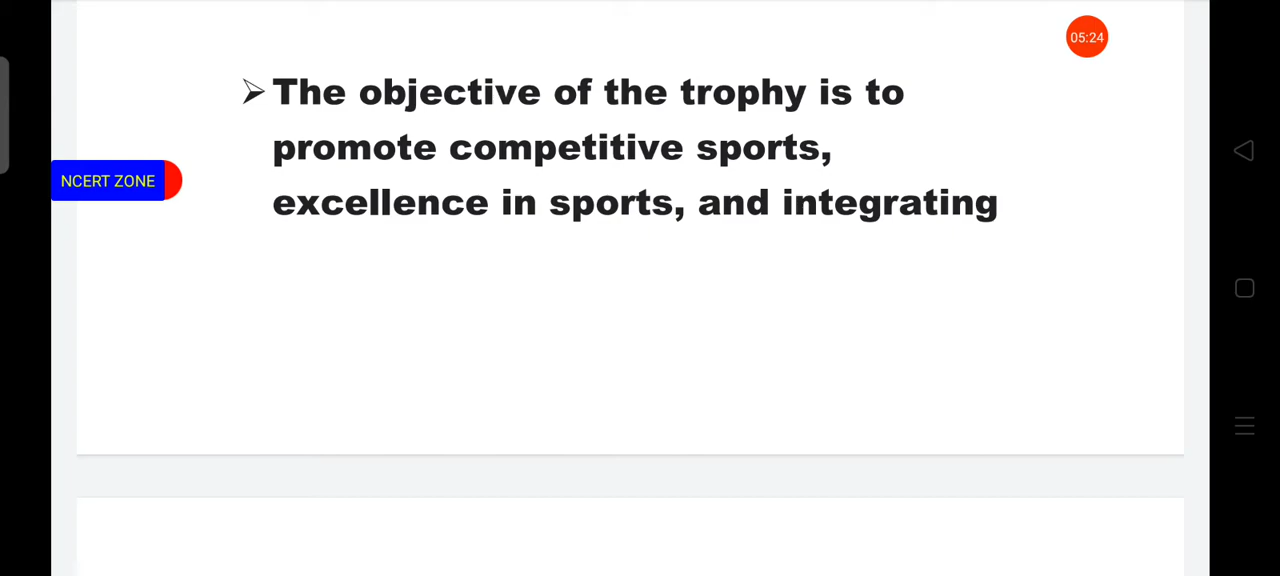 05:24
➢ The objective of the trophy is to
promote competitive sports,
NCERT ZONE
excellence in sports, and integrating